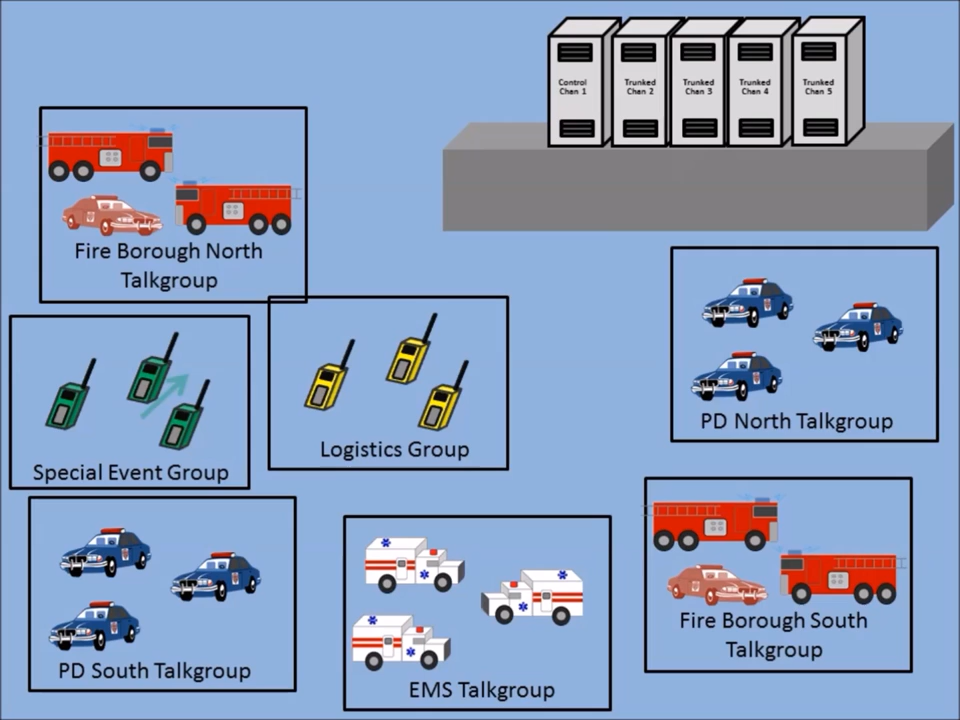 Control
Chan 1
Trunked
Chan 2
Trunked
Chan 3
Trunked
Chan 4
Trunked
Chan 5
Fire Borough North
Talkgroup
PD North Talkgroup
Logistics Group
Special Event Group
Fire Borough South
Talkgroup
PD South Talkgroup
EMS Talkgroup